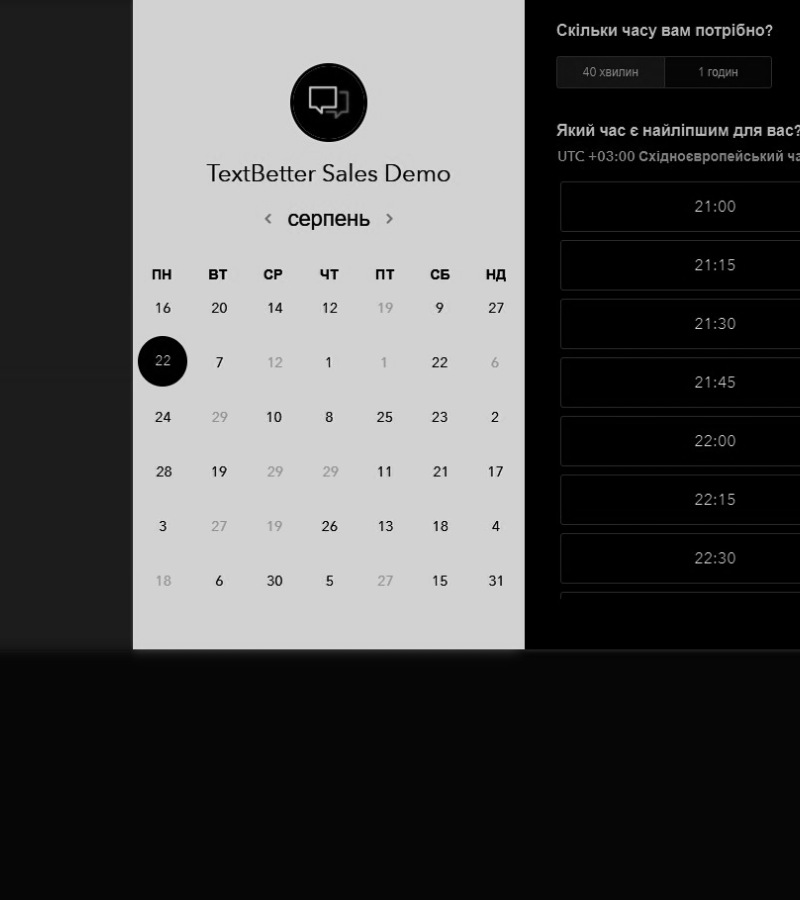 TextBetter Sales Demo
серпень
ПН ВТ СР ЧТ ПТ СБ НД
16 20 14 12 19 9 27
22 7 12 1 1 22 6
24 29 10 8 25 23 2
28 19 29 29 11 21 17
3 27 19 26 13 18 4
18 6 30 5 27 15 31
Скільки часу вам потрібно?
40 хвилин 1 годин
Який час є найліпшим для вас?
UTC +03:00 Східноєвропейський ча
21:00
21:15
21:30
21:45
22:00
22:15
22:30